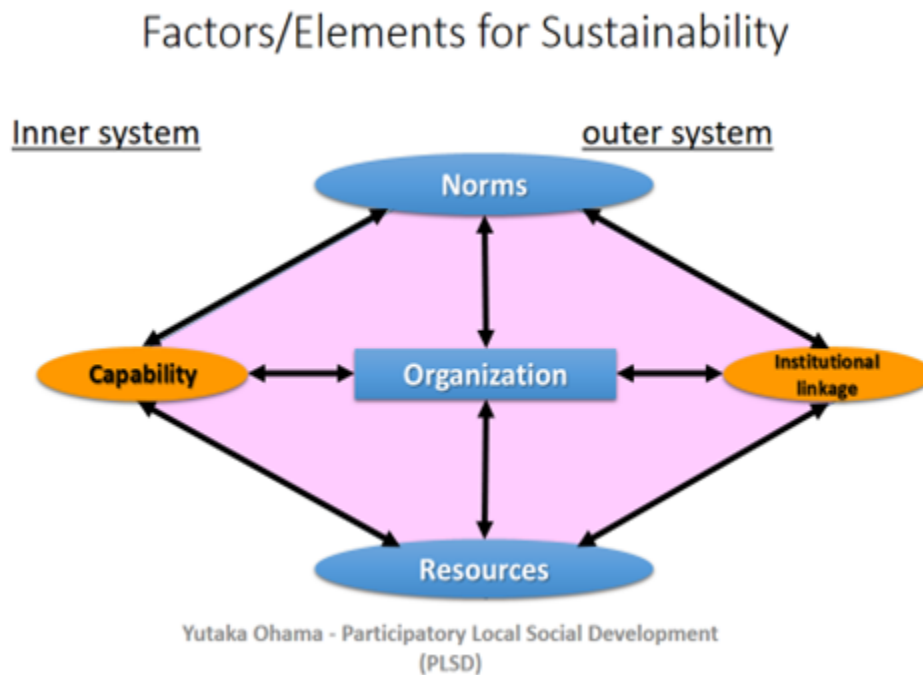 Factors/Elements for Sustainability
Inner system
outer system
Norms
Capability
Organization
Institutional
linkage
Resources
Yutaka Ohama - Participatory Local Social Development
(PLSD)